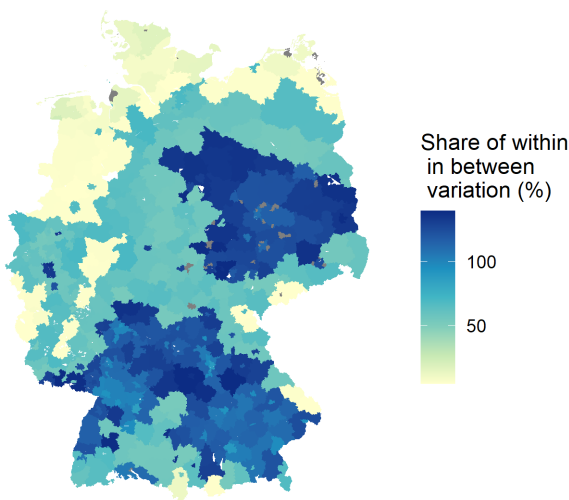 Share of within
in between
variation (%)
100
50